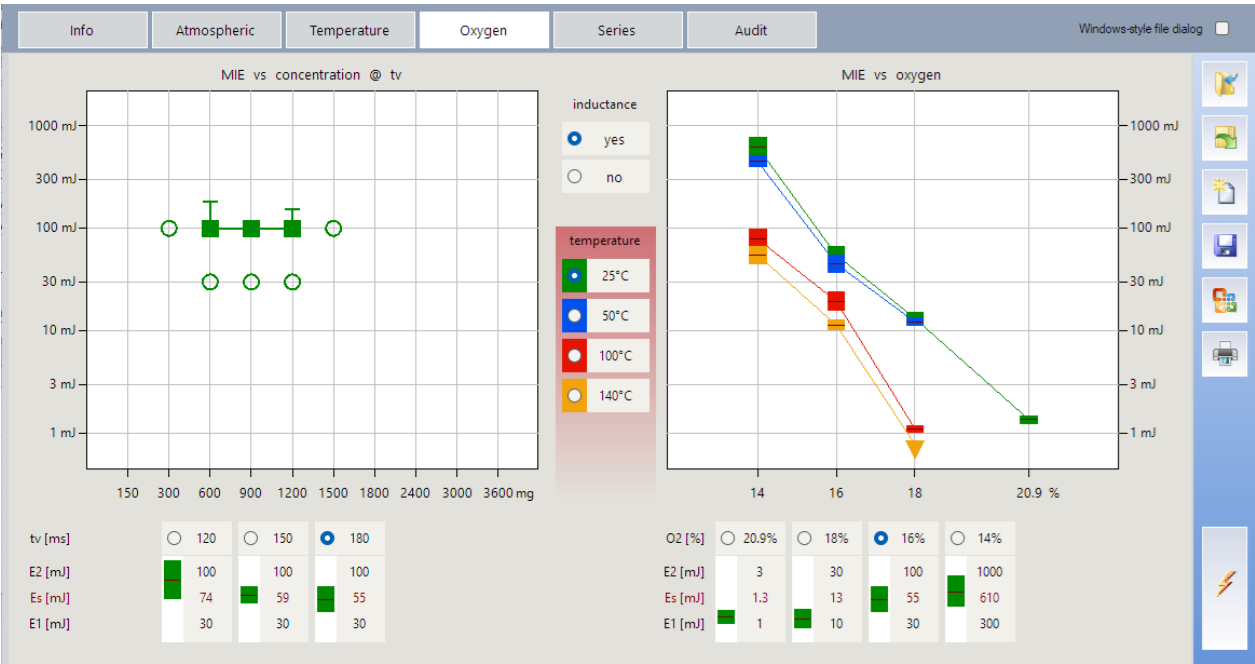 Info Atmospheric Temperature Oxygen Series Audit Windows-style file dialog
MIE vs concentration @ tv
inductance
MIE vs oxygen
1000 mJ
300 mJ
100 mJ
30 mJ
10 mJ
3 mJ
1 mJ
150 300 600 900 1200 1500 1800 2400 3000 3600 mg
yes
no
temperature
25°C
50°C
100°C
140°C
1000 mJ
300 mJ
100 mJ
30 mJ
10 mJ
3 mJ
1 mJ
14 16 18 20.9 %
tv [ms] 120 150 180
E2 [mJ] 100 100 100
Es [mJ] 74 59 55
E1 [mJ] 30 30 30
O2 [%] 20.9% 18% 16% 14%
E2 [mJ] 3 30 100 1000
Es [mJ] 1.3 13 55 610
E1 [mJ] 1 10 30 300